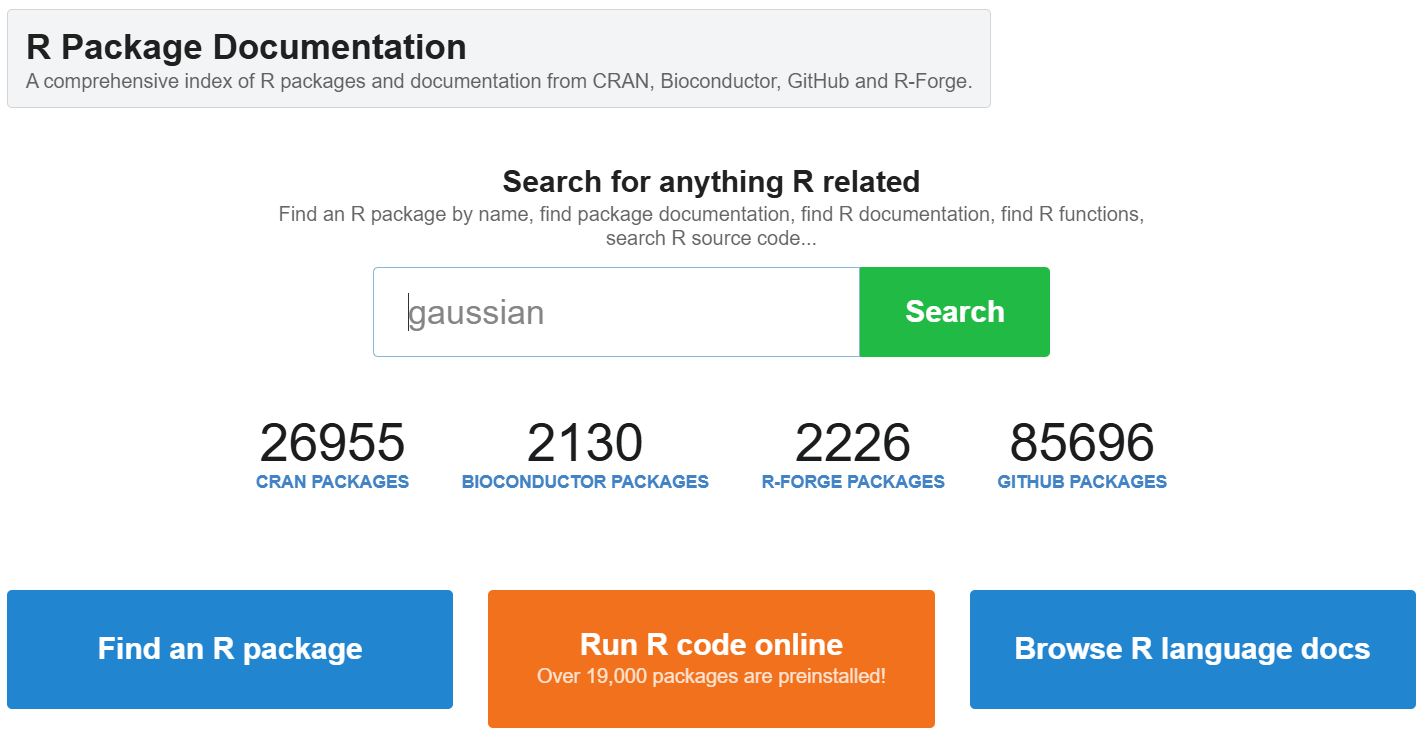 R Package Documentation
A comprehensive index of R packages and documentation from CRAN, Bioconductor, GitHub and R-Forge.
Search for anything R related
Find an R package by name, find package documentation, find R documentation, find R functions,
search R source code...
gaussian
Search
26955
2130
2226
85696
CRAN PACKAGES
BIOCONDUCTOR PACKAGES
R-FORGE PACKAGES
GITHUB PACKAGES
Find an R package
Run R code online
Over 19,000 packages are preinstalled!
Browse R language docs